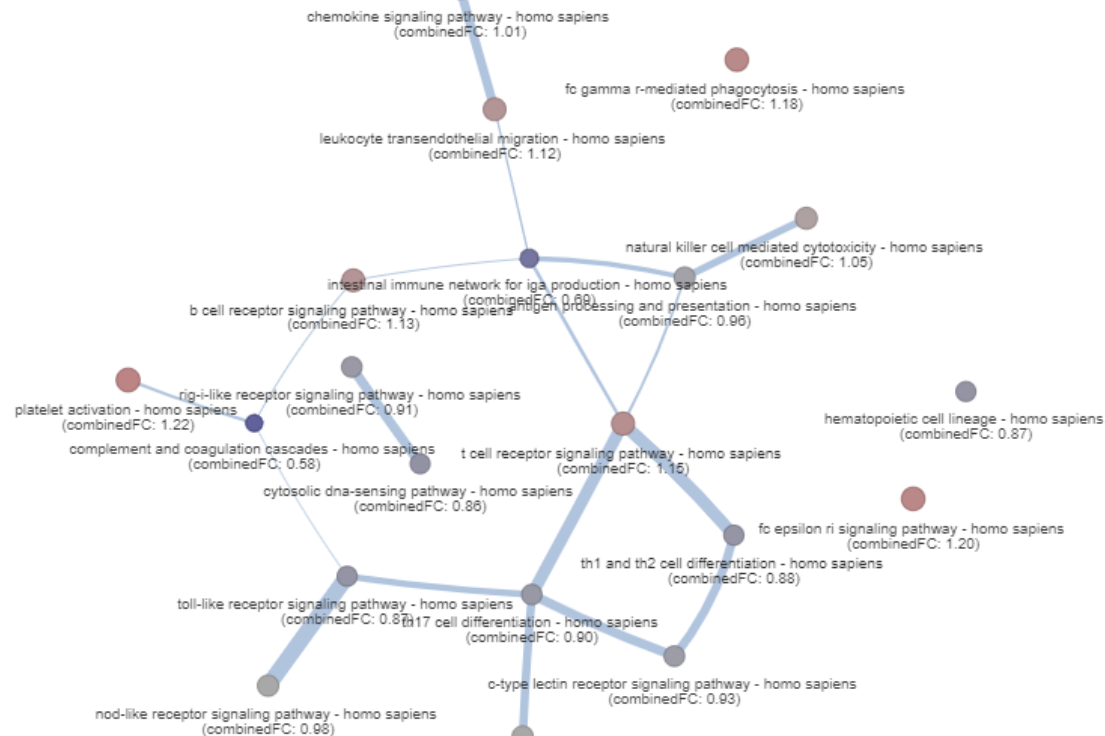 chemokine signaling pathway - homo sapiens
(combinedFC: 1.01)
fc gamma r-mediated phagocytosis - homo sapiens
(combinedFC: 1.18)
leukocyte transendothelial migration - homo sapiens
(combinedFC: 1.12)
natural killer cell mediated cytotoxicity - homo sapiens
(combinedFC: 1.05)
intestinal immune network for iga production - homo sapiens
(combinedFC: 0.69)
antigen processing and presentation - homo sapiens
(combinedFC: 0.96)
b cell receptor signaling pathway - homo sapiens
(combinedFC: 1.13)
rig-i-like receptor signaling pathway - homo sapiens
(combinedFC: 0.91)
platelet activation - homo sapiens
(combinedFC: 1.22)
hematopoietic cell lineage - homo sapiens
(combinedFC: 0.87)
complement and coagulation cascades - homo sapiens
(combinedFC: 0.58)
t cell receptor signaling pathway - homo sapiens
(combinedFC: 1.15)
cytosolic dna-sensing pathway - homo sapiens
(combinedFC: 0.86)
fc epsilon ri signaling pathway - homo sapiens
(combinedFC: 1.20)
th1 and th2 cell differentiation - homo sapiens
(combinedFC: 0.88)
toll-like receptor signaling pathway - homo sapiens
(combinedFC: 0.87)
th17 cell differentiation - homo sapiens
(combinedFC: 0.90)
c-type lectin receptor signaling pathway - homo sapiens
(combinedFC: 0.93)
nod-like receptor signaling pathway - homo sapiens
(combinedFC: 0.98)